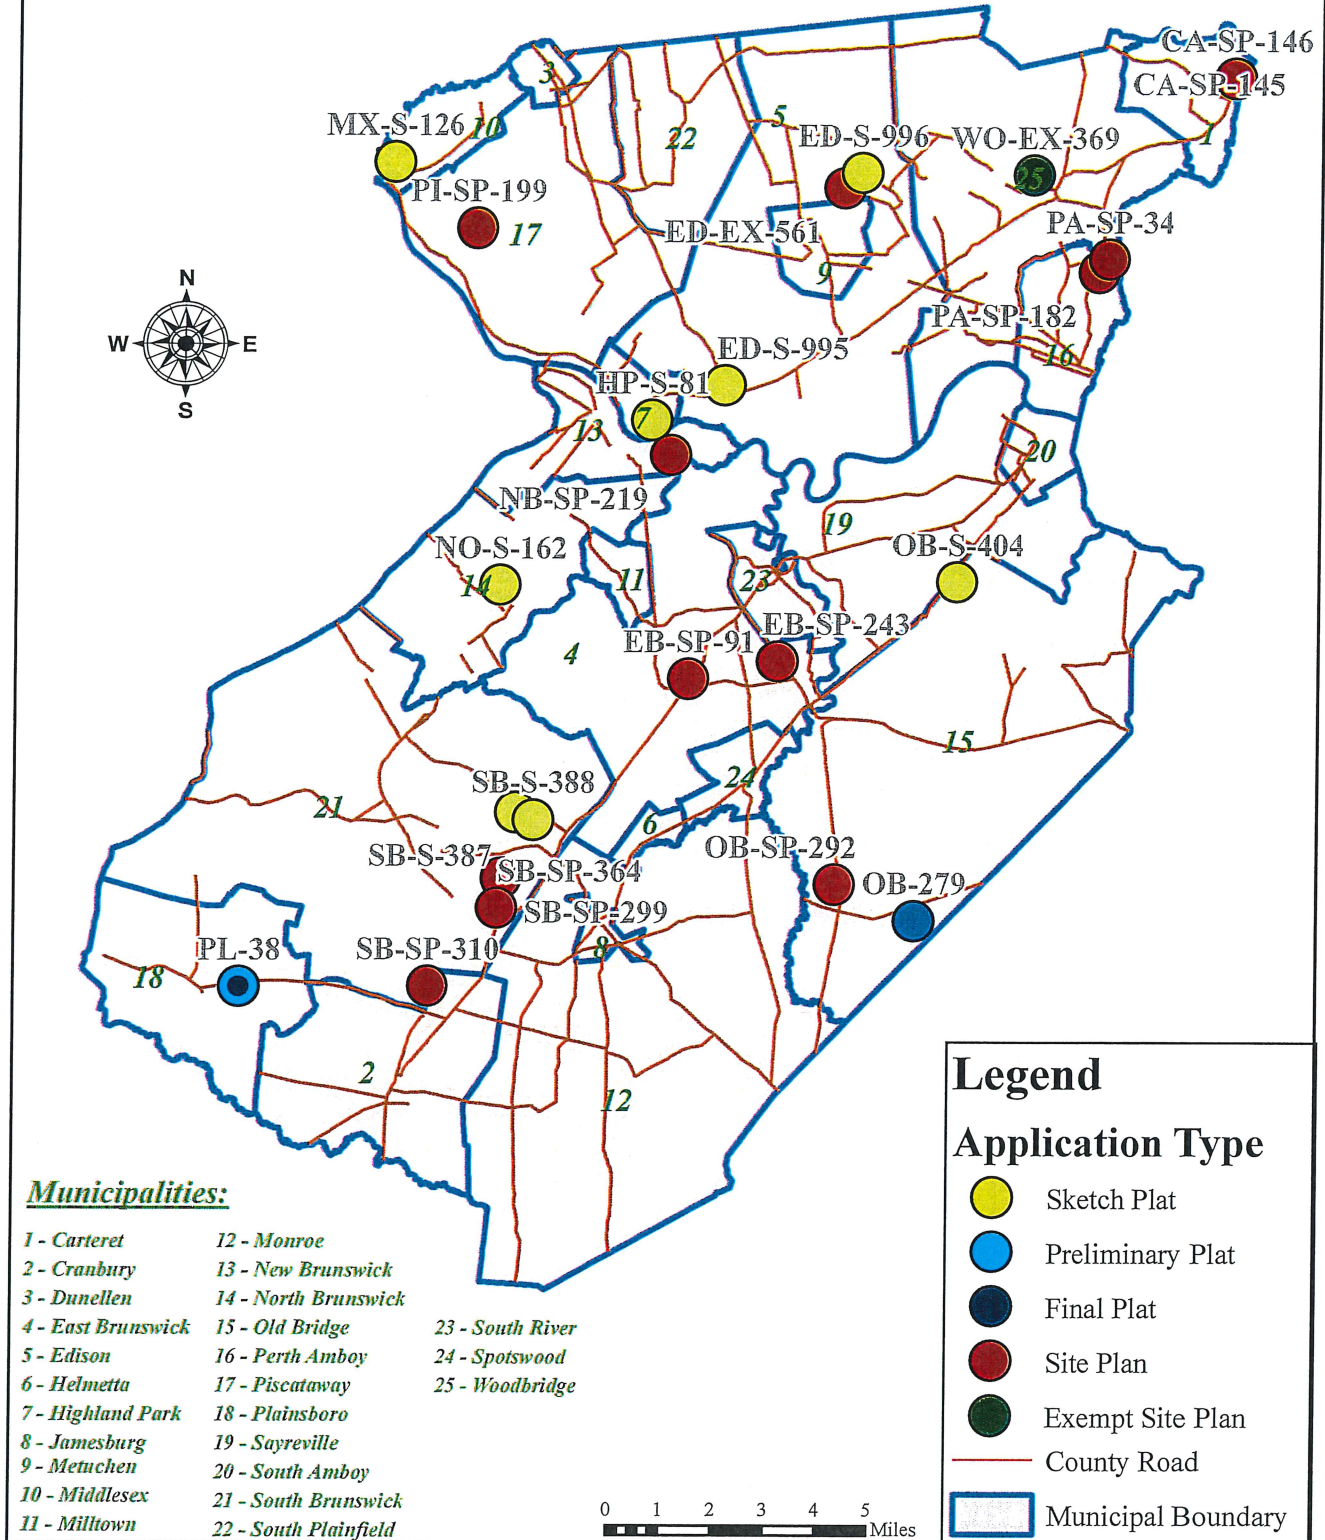 CA-SP-146
3
CA-SP-145
MX-S-126
10
22
5
ED-S-996
WO-EX-369
1
25
PI-SP-199
17
ED-EX-561
PA-SP-34
9
N
W
E
S
PA-SP-182
16
ED-S-995
HP-S-81
7
13
20
NB-SP-219
19
NO-S-162
OB-S-404
14
11
23
EB-SP-91
EB-SP-243
4
15
SB-S-388
24
21
6
SB-S-387
SB-SP-364
OB-SP-292
OB-279
SB-SP-299
PL-38
SB-SP-310
8
18
2
12
Municipalities:
1 - Carteret
2 - Cranbury
3 - Dunellen
4 - East Brunswick
5 - Edison
6 - Helmetta
7 - Highland Park
8 - Jamesburg
9 - Metuchen
10 - Middlesex
11 - Milltown
12 - Monroe
13 - New Brunswick
14 - North Brunswick
15 - Old Bridge
16 - Perth Amboy
17 - Piscataway
18 - Plainsboro
19 - Sayreville
20 - South Amboy
21 - South Brunswick
22 - South Plainfield
23 - South River
24 - Spotswood
25 - Woodbridge
0 1 2 3 4 5
Miles
Legend
Application Type
Sketch Plat
Preliminary Plat
Final Plat
Site Plan
Exempt Site Plan
County Road
Municipal Boundary